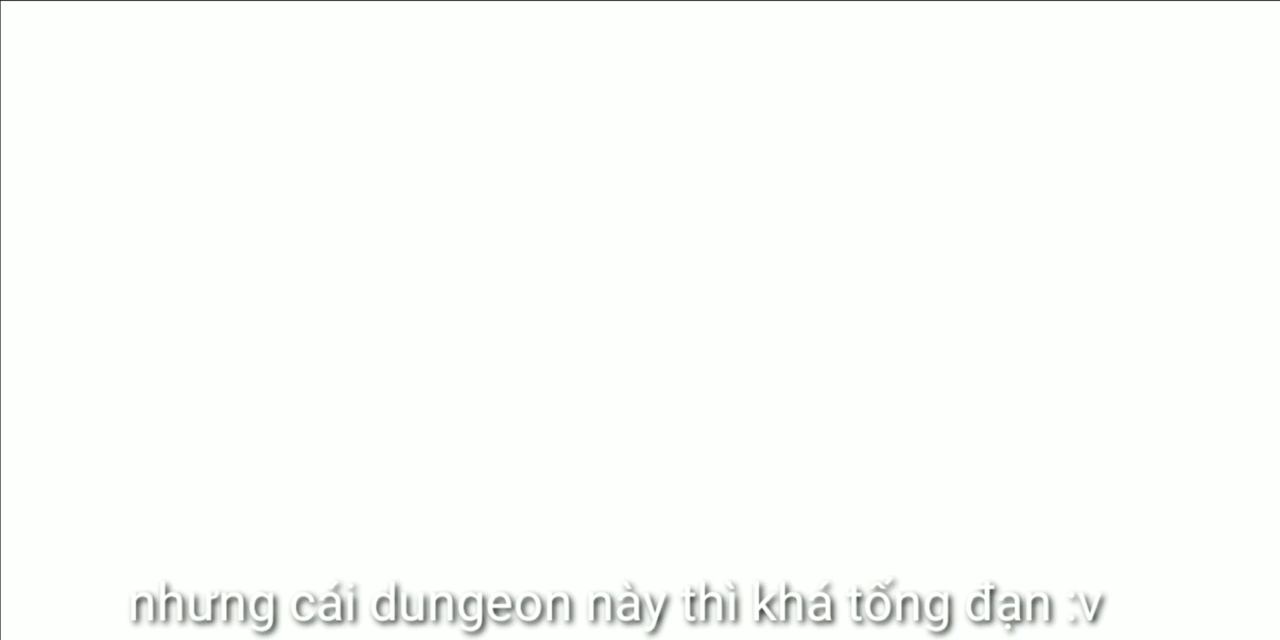 nhưng cái dungeon này thì khá tống đạn :v